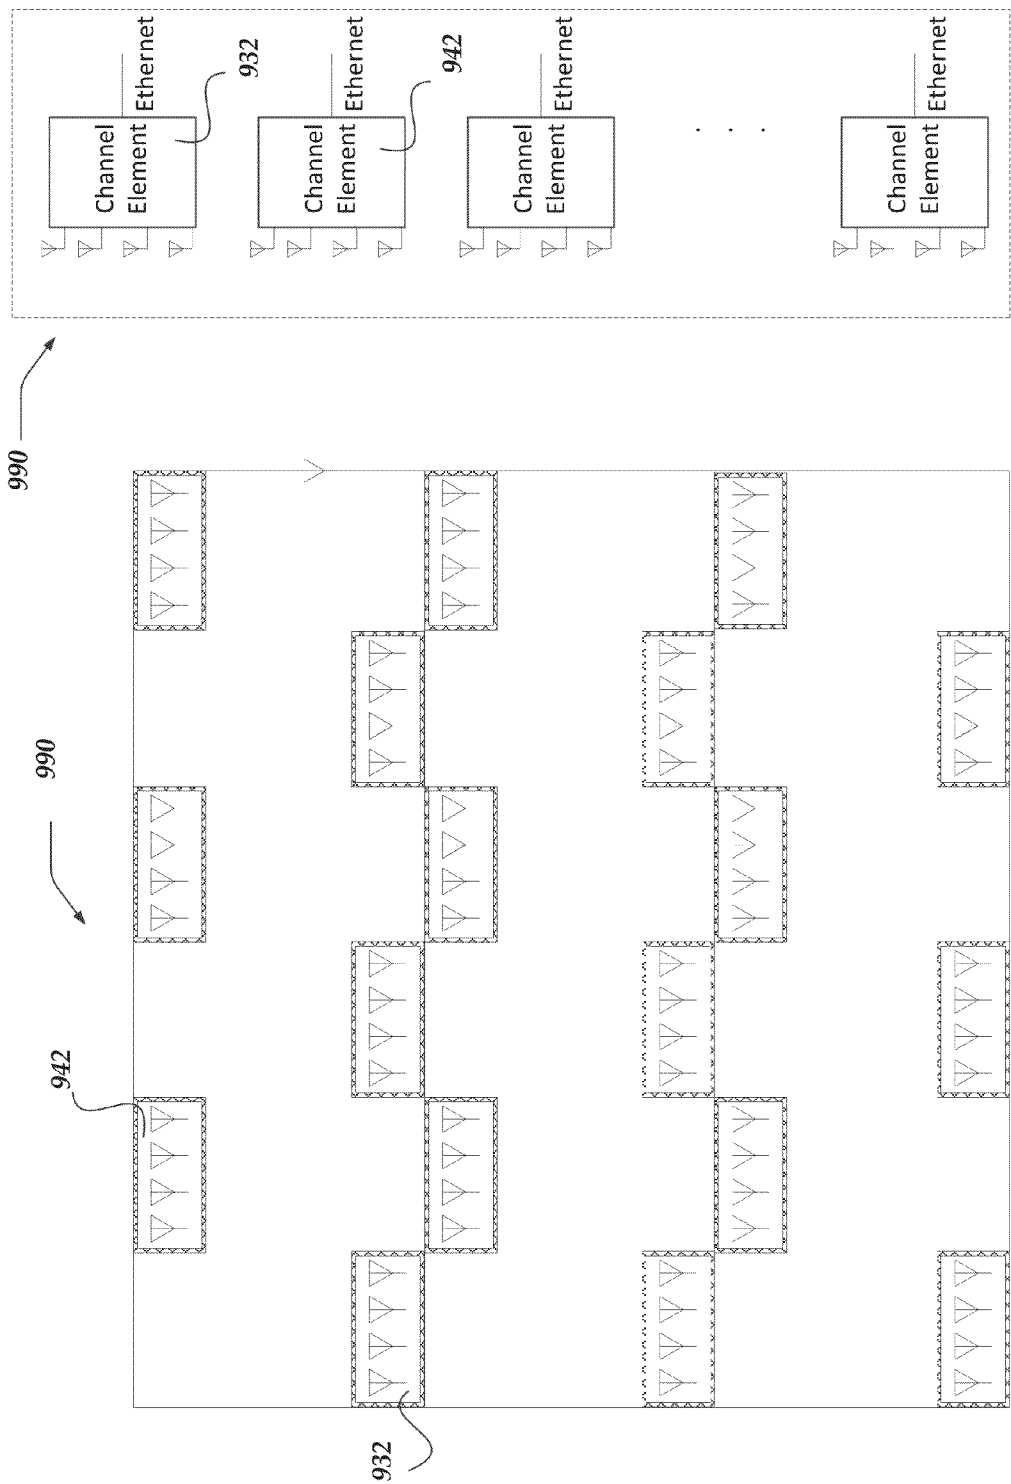 990
990
942
932
Channel
Element
Ethernet
932
Channel
Element
Ethernet
942
Channel
Element
Ethernet
. . .
Channel
Element
Ethernet